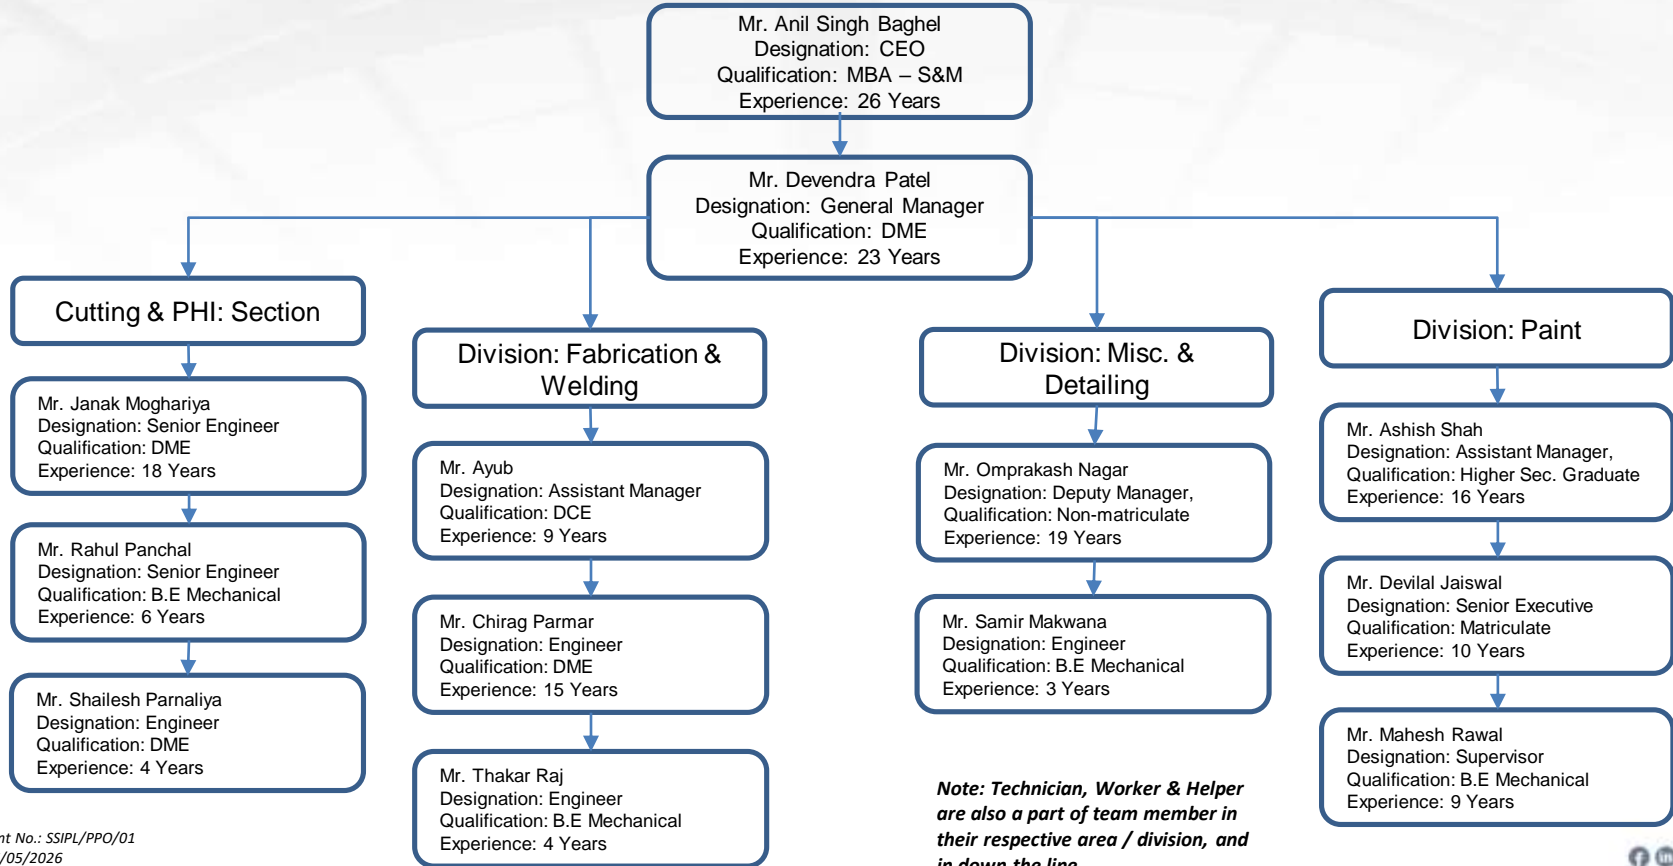 Mr. Anil Singh Baghel
Designation: CEO
Qualification: MBA – S&M
Experience: 26 Years
Mr. Devendra Patel
Designation: General Manager
Qualification: DME
Experience: 23 Years
Cutting & PHI: Section
Mr. Janak Moghariya
Designation: Senior Engineer
Qualification: DME
Experience: 18 Years
Mr. Rahul Panchal
Designation: Senior Engineer
Qualification: B.E Mechanical
Experience: 6 Years
Mr. Shailesh Parnaliya
Designation: Engineer
Qualification: DME
Experience: 4 Years
Division: Fabrication &
Welding
Mr. Ayub
Designation: Assistant Manager
Qualification: DCE
Experience: 9 Years
Mr. Chirag Parmar
Designation: Engineer
Qualification: DME
Experience: 15 Years
Mr. Thakar Raj
Designation: Engineer
Qualification: B.E Mechanical
Experience: 4 Years
Division: Misc. &
Detailing
Mr. Omprakash Nagar
Designation: Deputy Manager,
Qualification: Non-matriculate
Experience: 19 Years
Mr. Samir Makwana
Designation: Engineer
Qualification: B.E Mechanical
Experience: 3 Years
Division: Paint
Mr. Ashish Shah
Designation: Assistant Manager,
Qualification: Higher Sec. Graduate
Experience: 16 Years
Mr. Devilal Jaiswal
Designation: Senior Executive
Qualification: Matriculate
Experience: 10 Years
Mr. Mahesh Rawal
Designation: Supervisor
Qualification: B.E Mechanical
Experience: 9 Years
Note: Technician, Worker & Helper
are also a part of team member in
their respective area / division, and
in down the line
No.: SSIPL/PPO/01
/05/2026